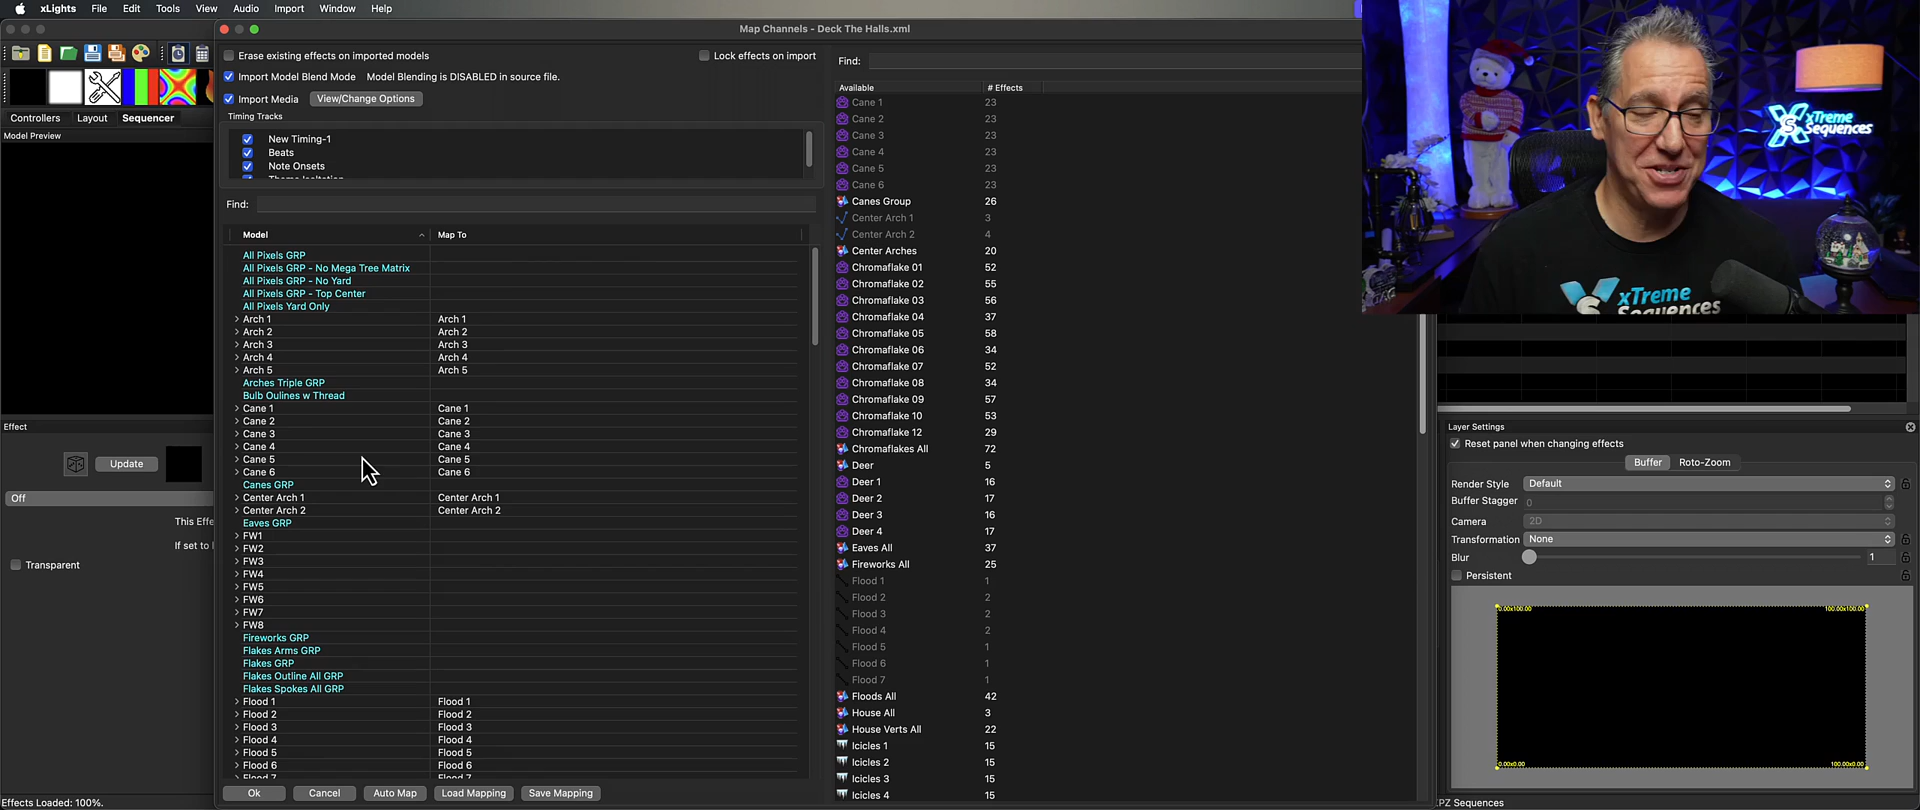 xLights File Edit Tools View Audio Import Window Help
Map Channels - Deck The Halls.xml
Erase existing effects on imported models
Lock effects on import
Import Model Blend Mode Model Blending is DISABLED in source file.
Import Media View/Change Options
Timing Tracks
New Timing-1
Beats
Note Onsets
Find:
Model Map To
All Pixels GRP
All Pixels GRP - No Mega Tree Matrix
All Pixels GRP - No Yard
All Pixels GRP - Top Center
All Pixels Yard Only
Arch 1 Arch 1
Arch 2 Arch 2
Arch 3 Arch 3
Arch 4 Arch 4
Arch 5 Arch 5
Arches Triple GRP
Bulb Oulines w Thread
Cane 1 Cane 1
Cane 2 Cane 2
Cane 3 Cane 3
Cane 4 Cane 4
Cane 5 Cane 5
Cane 6 Cane 6
Canes GRP
Center Arch 1 Center Arch 1
Center Arch 2 Center Arch 2
Eaves GRP
FW1
FW2
FW3
FW4
FW5
FW6
FW7
FW8
Fireworks GRP
Flakes Arms GRP
Flakes GRP
Flakes Outline All GRP
Flakes Spokes All GRP
Flood 1 Flood 1
Flood 2 Flood 2
Flood 3 Flood 3
Flood 4 Flood 4
Flood 5 Flood 5
Flood 6 Flood 6
Flood 7 Flood 7
Ok Cancel Auto Map Load Mapping Save Mapping
Find:
Available # Effects
Cane 1 23
Cane 2 23
Cane 3 23
Cane 4 23
Cane 5 23
Cane 6 23
Canes Group 26
Center Arch 1 3
Center Arch 2 4
Center Arches 20
Chromaflake 01 52
Chromaflake 02 55
Chromaflake 03 56
Chromaflake 04 37
Chromaflake 05 58
Chromaflake 06 34
Chromaflake 07 52
Chromaflake 08 34
Chromaflake 09 57
Chromaflake 10 53
Chromaflake 12 29
Chromaflakes All 72
Deer 5
Deer 1 16
Deer 2 17
Deer 3 16
Deer 4 17
Eaves All 37
Fireworks All 25
Flood 1 1
Flood 2 2
Flood 3 2
Flood 4 2
Flood 5 1
Flood 6 1
Flood 7 1
Floods All 42
House All 3
House Verts All 22
Icicles 1 15
Icicles 2 15
Icicles 3 15
Icicles 4 15
Controllers Layout Sequencer
Model Preview
Effect
Update
Off
This Effe
If set to
Transparent
Effects Loaded: 100%.
xTreme
Sequences
xTreme
Sequences
Layer Settings
Reset panel when changing effects
Buffer Roto-Zoom
Render Style Default
Buffer Stagger 0
Camera 2D
Transformation None
Blur 1
Persistent
0.00x100.00 100.00x100.00
0.00x0.00 100.00x0.00
PZ Sequences